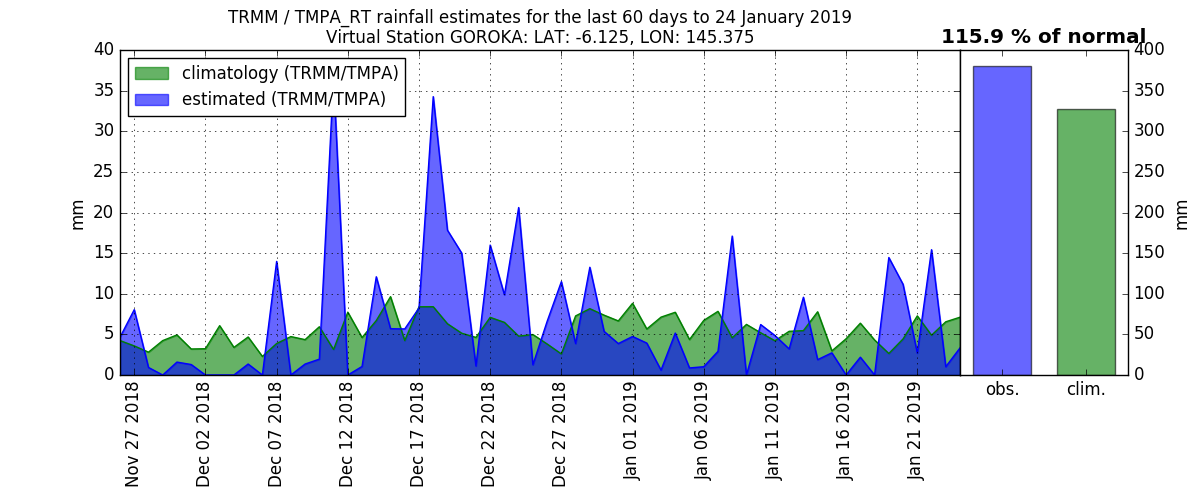 TRMM / TMPA_RT rainfall estimates for the last 60 days to 24 January 2019
Virtual Station GOROKA: LAT: -6.125, LON: 145.375
115.9 % of normal
climatology (TRMM/TMPA)
estimated (TRMM/TMPA)
40
35
30
25
20
15
10
5
0
mm
Nov 27 2018
Dec 02 2018
Dec 07 2018
Dec 12 2018
Dec 17 2018
Dec 22 2018
Dec 27 2018
Jan 01 2019
Jan 06 2019
Jan 11 2019
Jan 16 2019
Jan 21 2019
400
350
300
250
200
150
100
50
0
mm
obs.
clim.